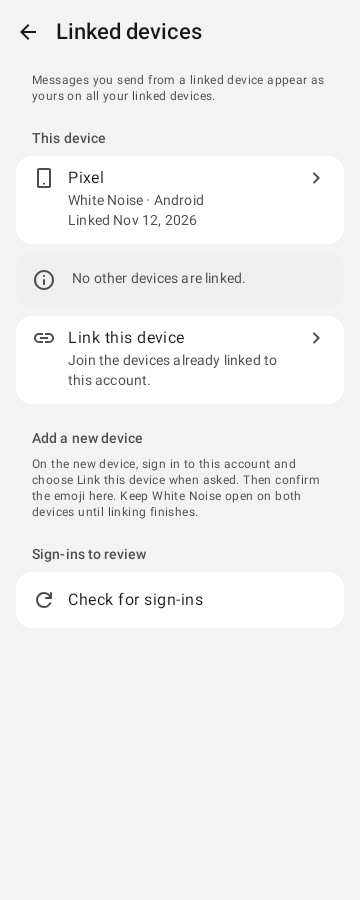 Linked devices
Messages you send from a linked device appear as
yours on all your linked devices.
This device
Pixel
White Noise · Android
Linked Nov 12, 2026
No other devices are linked.
Link this device
Join the devices already linked to
this account.
Add a new device
On the new device, sign in to this account and
choose Link this device when asked. Then confirm
the emoji here. Keep White Noise open on both
devices until linking finishes.
Sign-ins to review
Check for sign-ins